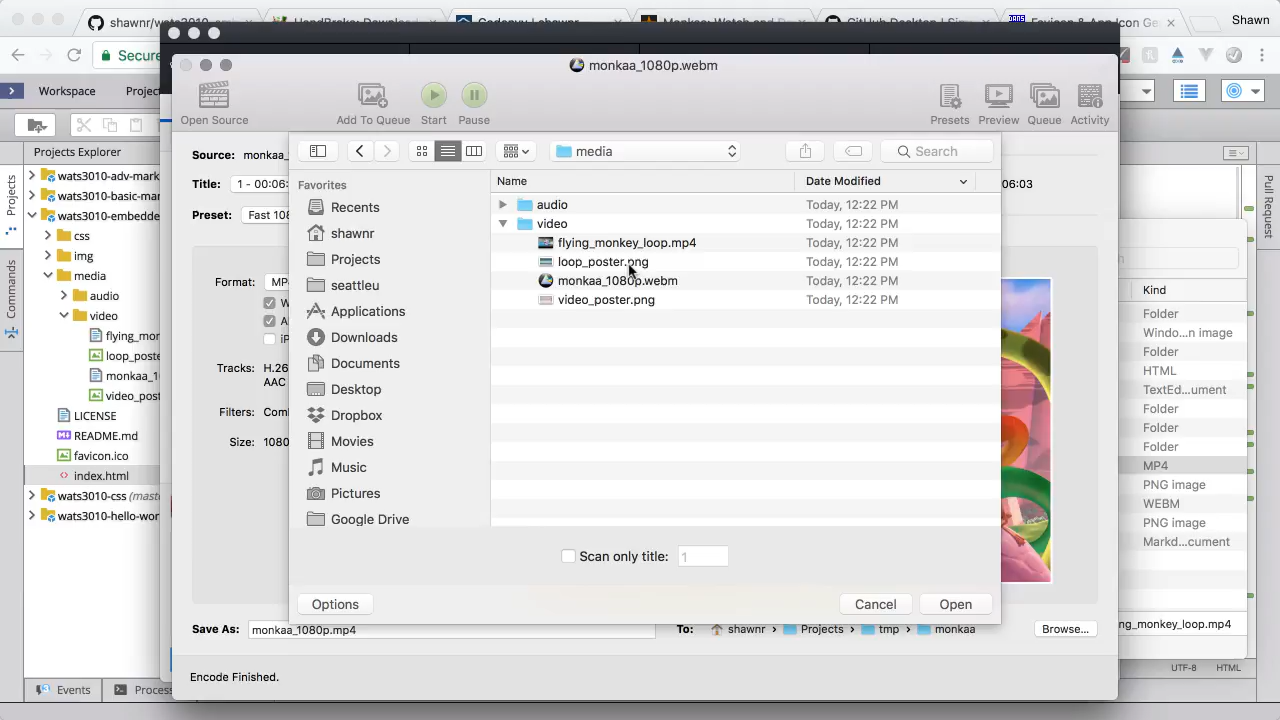 shawnr/wats3010
HandBrake: Downlo
Codepvy | shawnr
Monkaa: Watch and D
GitHub Desktop | Sim
Favicon & App Icon Ge
Shawn
Secure
monkaa_1080p.webm
Workspace
Open Source
Add To Queue
Start
Pause
Presets
Preview
Queue
Activity
Projects Explorer
Source: monkaa_
media
Search
Title: 1 - 00:06:
06:03
Preset: Fast 108
Favorites
Name
Date Modified
Recents
audio
Today, 12:22 PM
shawnr
video
Today, 12:22 PM
Projects
flying_monkey_loop.mp4
Today, 12:22 PM
seattleu
loop_poster.png
Today, 12:22 PM
Applications
monkaa_1080p.webm
Today, 12:22 PM
Downloads
video_poster.png
Today, 12:22 PM
Documents
Desktop
Dropbox
Movies
Music
Pictures
Google Drive
Scan only title: 1
Options
Cancel
Open
Format: MP
Tracks: H.26
AAC
Filters: Com
Size: 1080
Save As: monkaa_1080p.mp4
To: shawnr > Projects > tmp > monkaa
Browse...
Encode Finished.
Projects
Commands
wats3010-adv-mar
wats3010-basic-mar
wats3010-embedde
css
img
media
audio
video
flying_mor
loop_poste
monkaa_1
video_post
LICENSE
README.md
favicon.ico
index.html
wats3010-css (mast
wats3010-hello-wor
Events
Process
Pull Request
Kind
Folder
Windo...n image
Folder
HTML
TextEd...ument
Folder
Folder
Folder
MP4
PNG image
WEBM
PNG image
Markd...cument
ng_monkey_loop.mp4
UTF-8
HTML